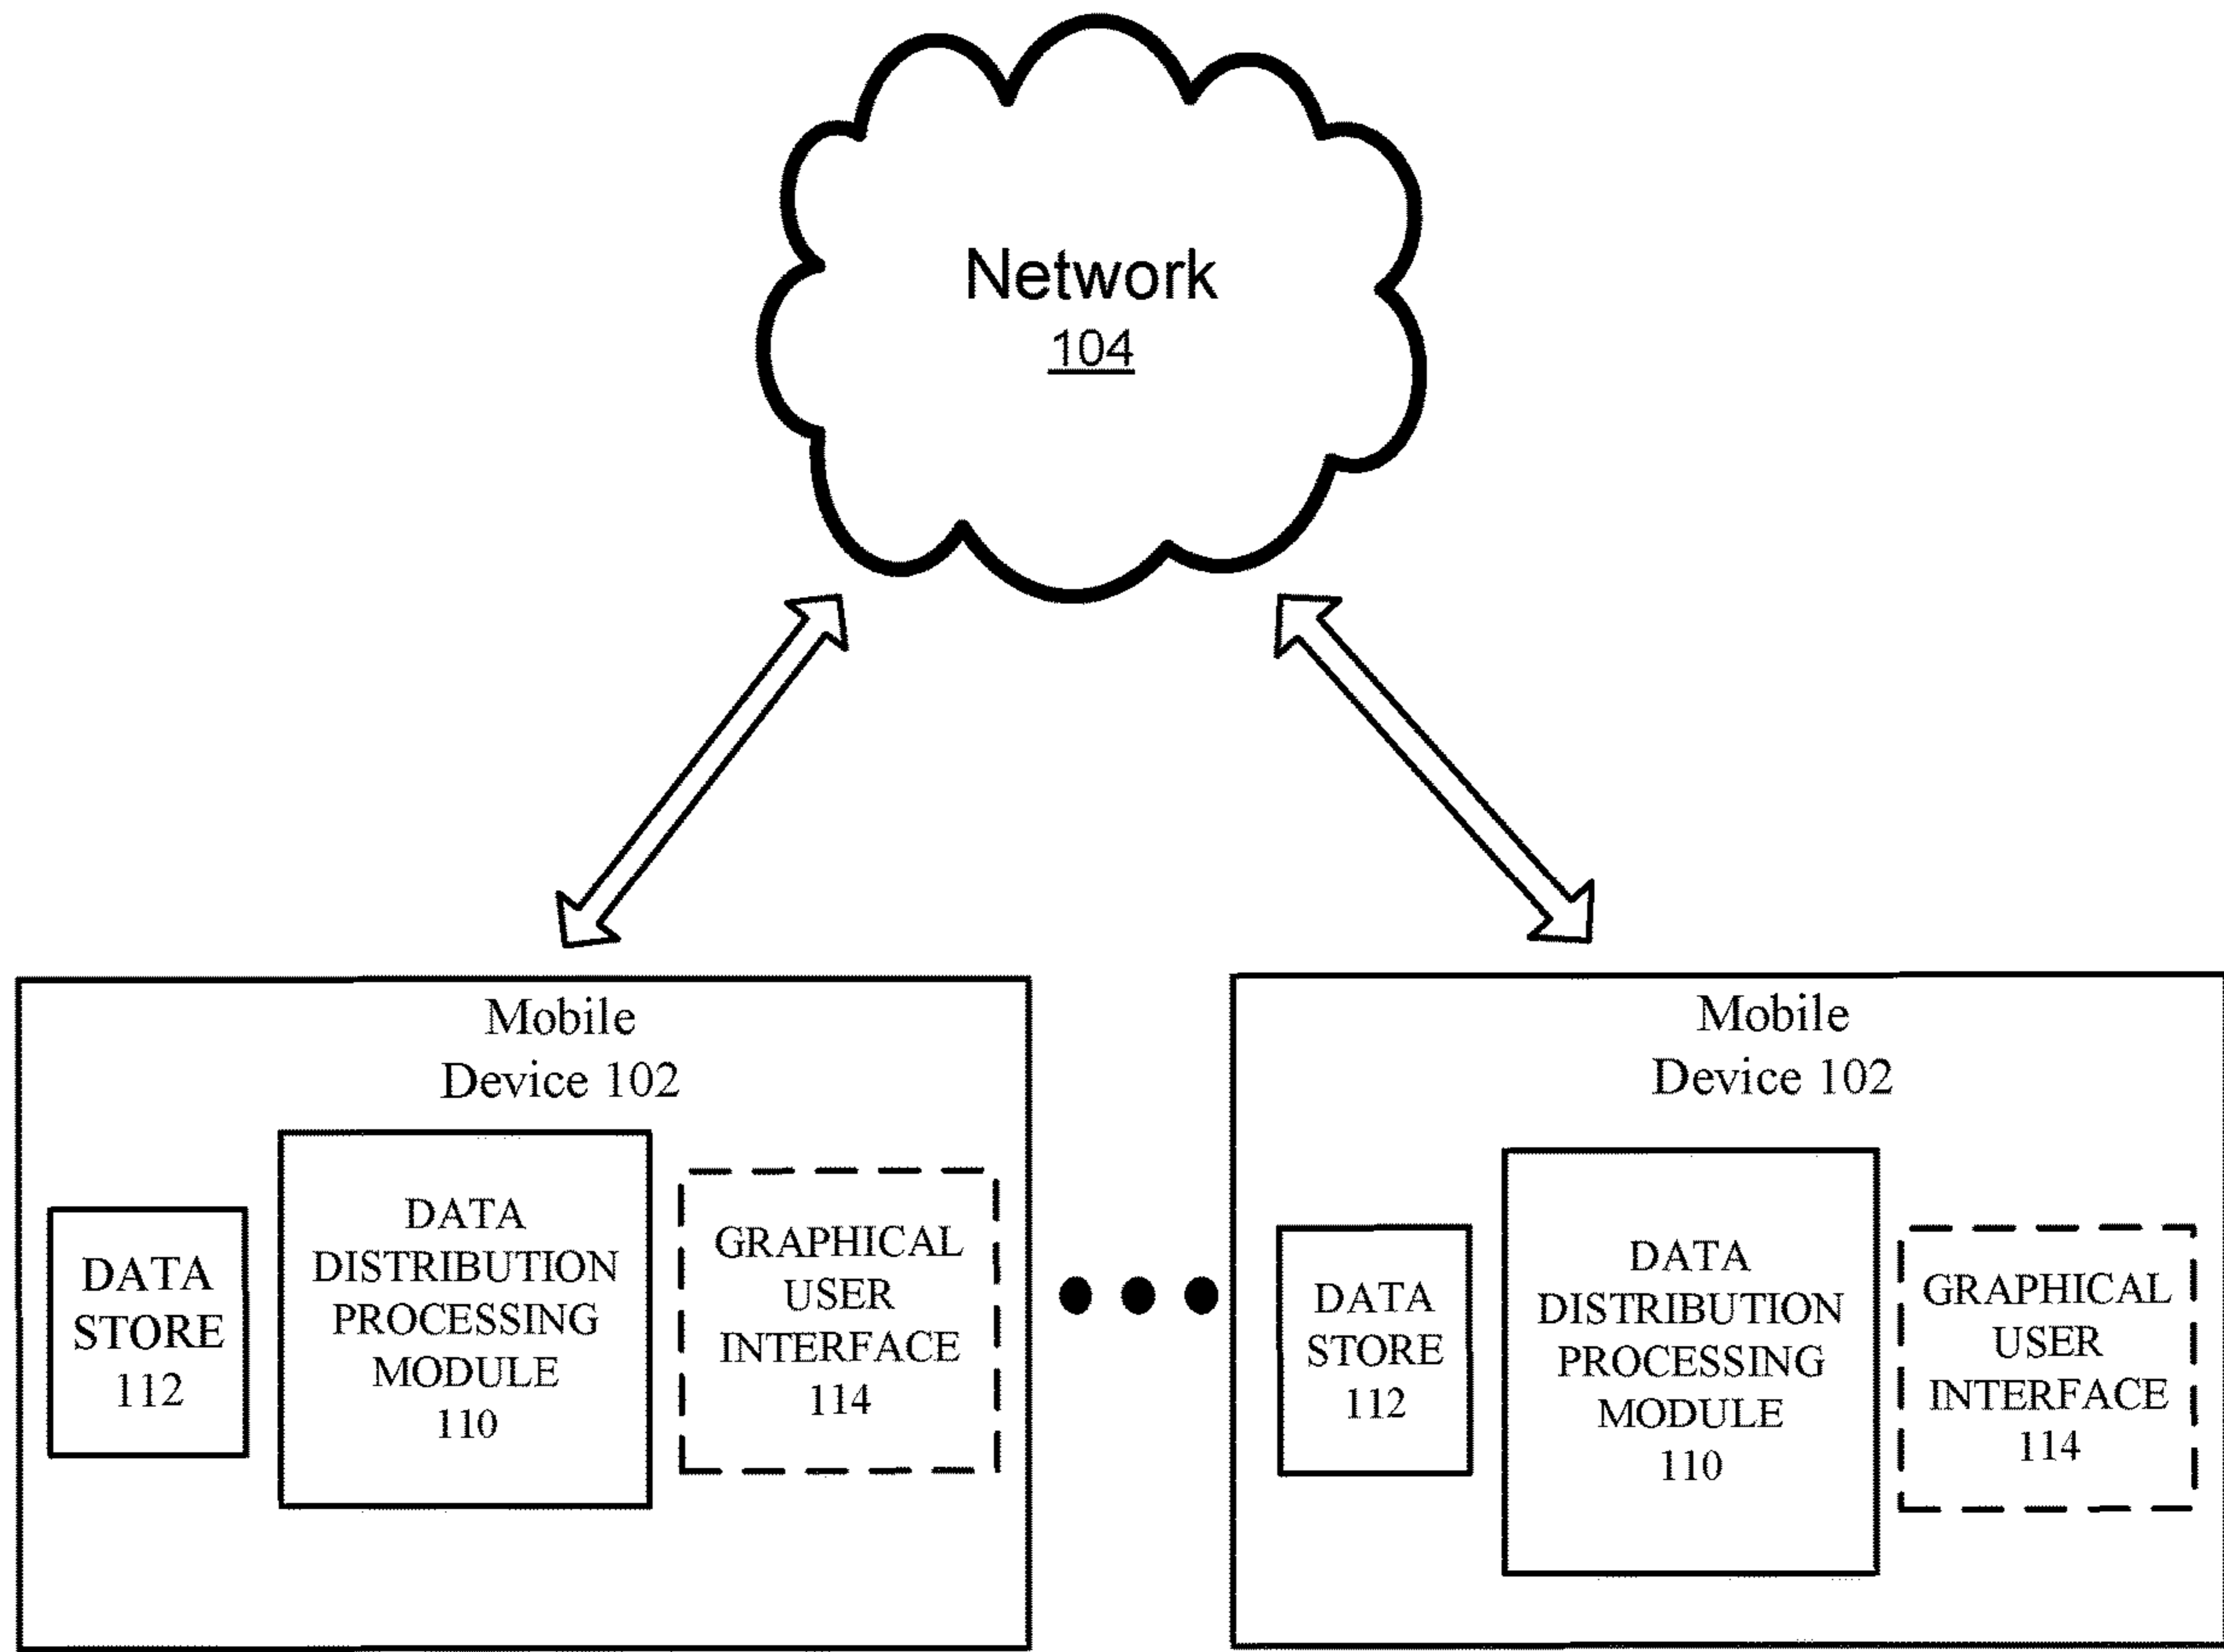 Network
104
Mobile
Device 102
DATA
STORE
112
DATA
DISTRIBUTION
PROCESSING
MODULE
110
GRAPHICAL
USER
INTERFACE
114
Mobile
Device 102
DATA
STORE
112
DATA
DISTRIBUTION
PROCESSING
MODULE
110
GRAPHICAL
USER
INTERFACE
114